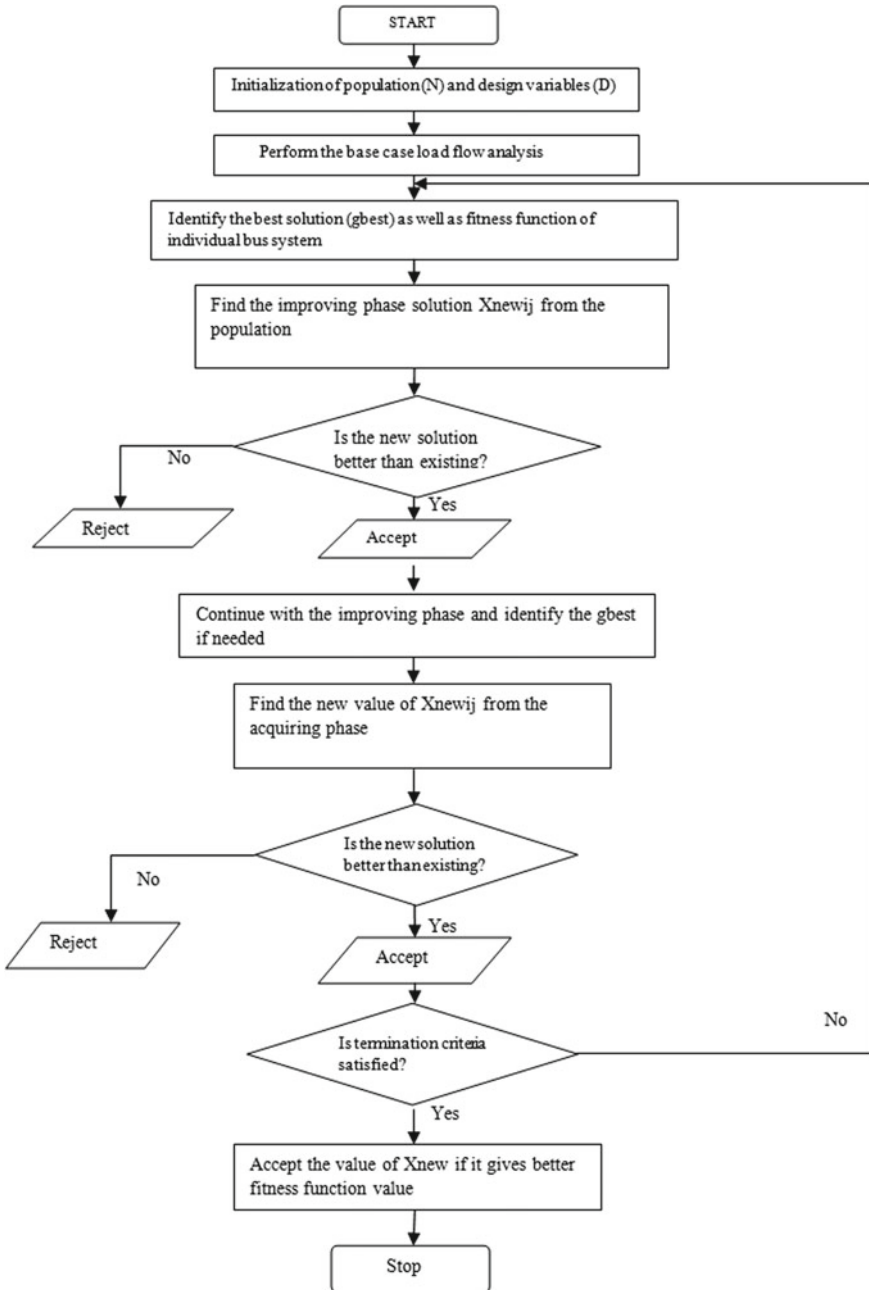 START
Initialization of population (N) and design variables (D)
Perform the base case load flow analysis
Identify the best solution (gbest) as well as fitness function of
individual bus system
Find the improving phase solution Xnewij from the
population
Is the new solution
better than existing?
No
Yes
Reject
Accept
Continue with the improving phase and identify the gbest
if needed
Find the new value of Xnewij from the
acquiring phase
Is the new solution
better than existing?
No
Yes
Reject
Accept
Is termination criteria
satisfied?
No
Yes
Accept the value of Xnew if it gives better
fitness function value
Stop